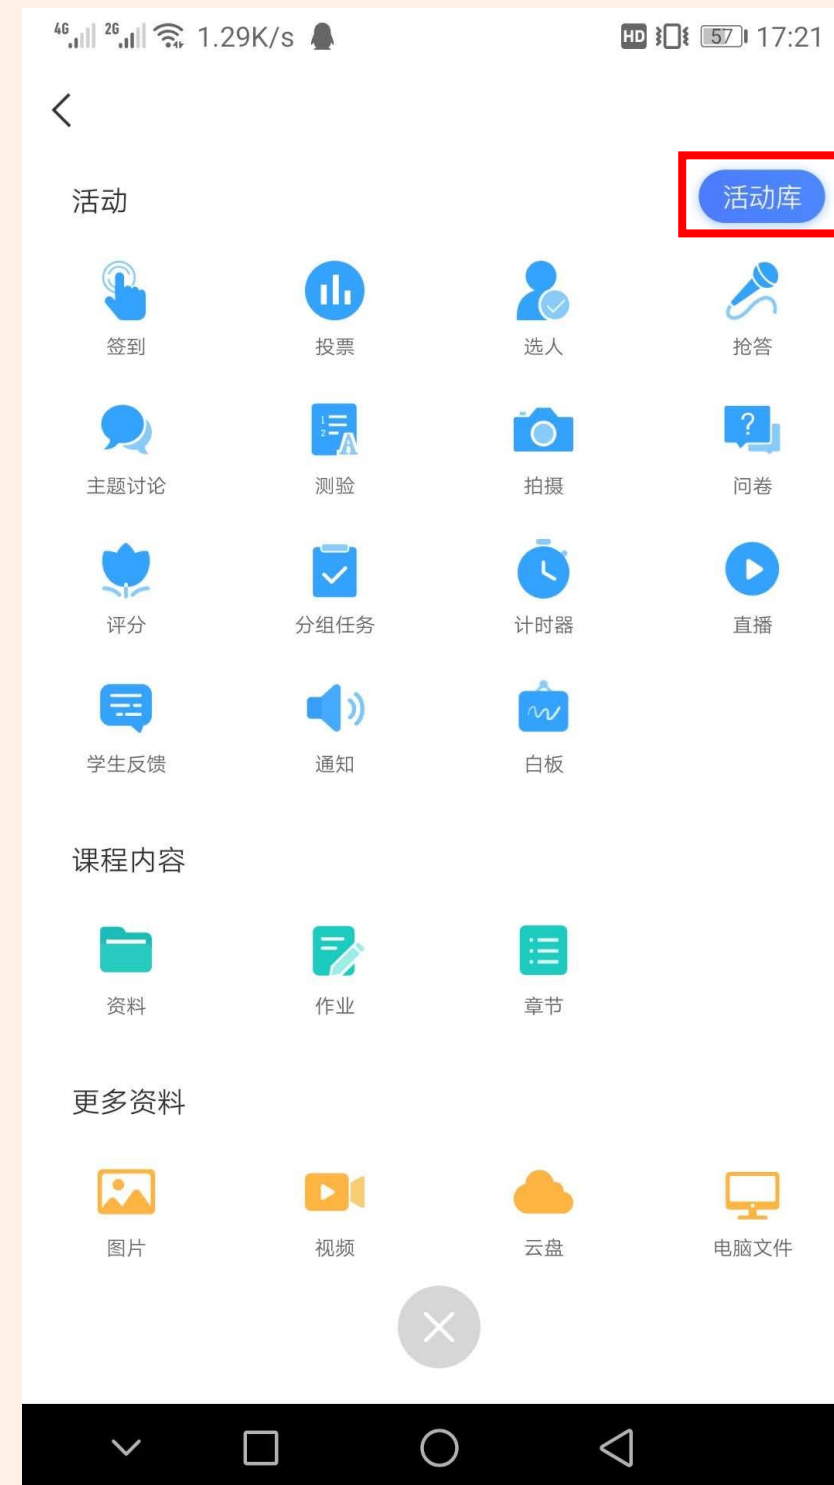 4G 2G 1.29K/s HD 57 17:21
活动 活动库
签到 投票 选人 抢答
主题讨论 测验 拍摄 问卷
评分 分组任务 计时器 直播
学生反馈 通知 白板
课程内容
资料 作业 章节
更多资料
图片 视频 云盘 电脑文件